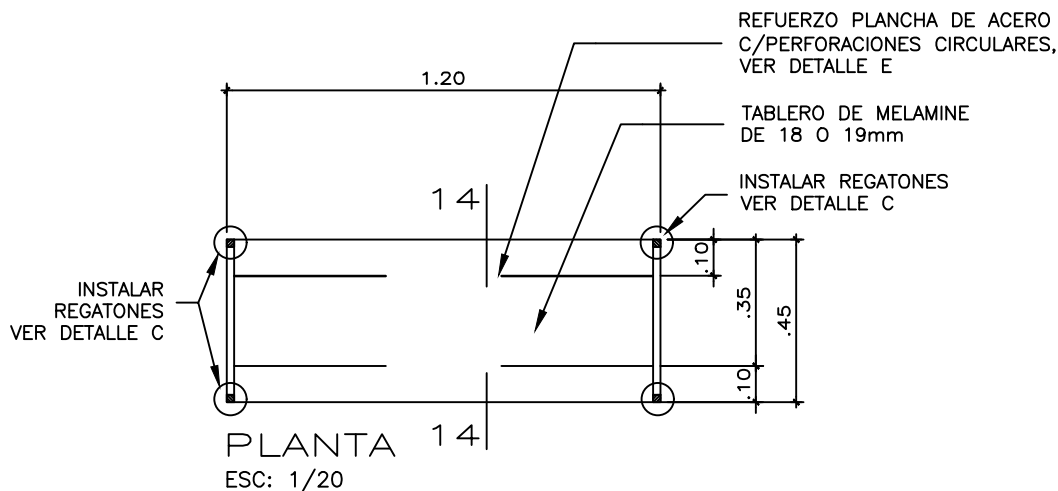 REFUERZO PLANCHA DE ACERO
C/PERFORACIONES CIRCULARES,
VER DETALLE E
1.20
TABLERO DE MELAMINE
DE 18 O 19mm
INSTALAR REGATONES
VER DETALLE C
14
.10
.35
.45
.10
INSTALAR
REGATONES
VER DETALLE C
14
PLANTA
ESC: 1/20